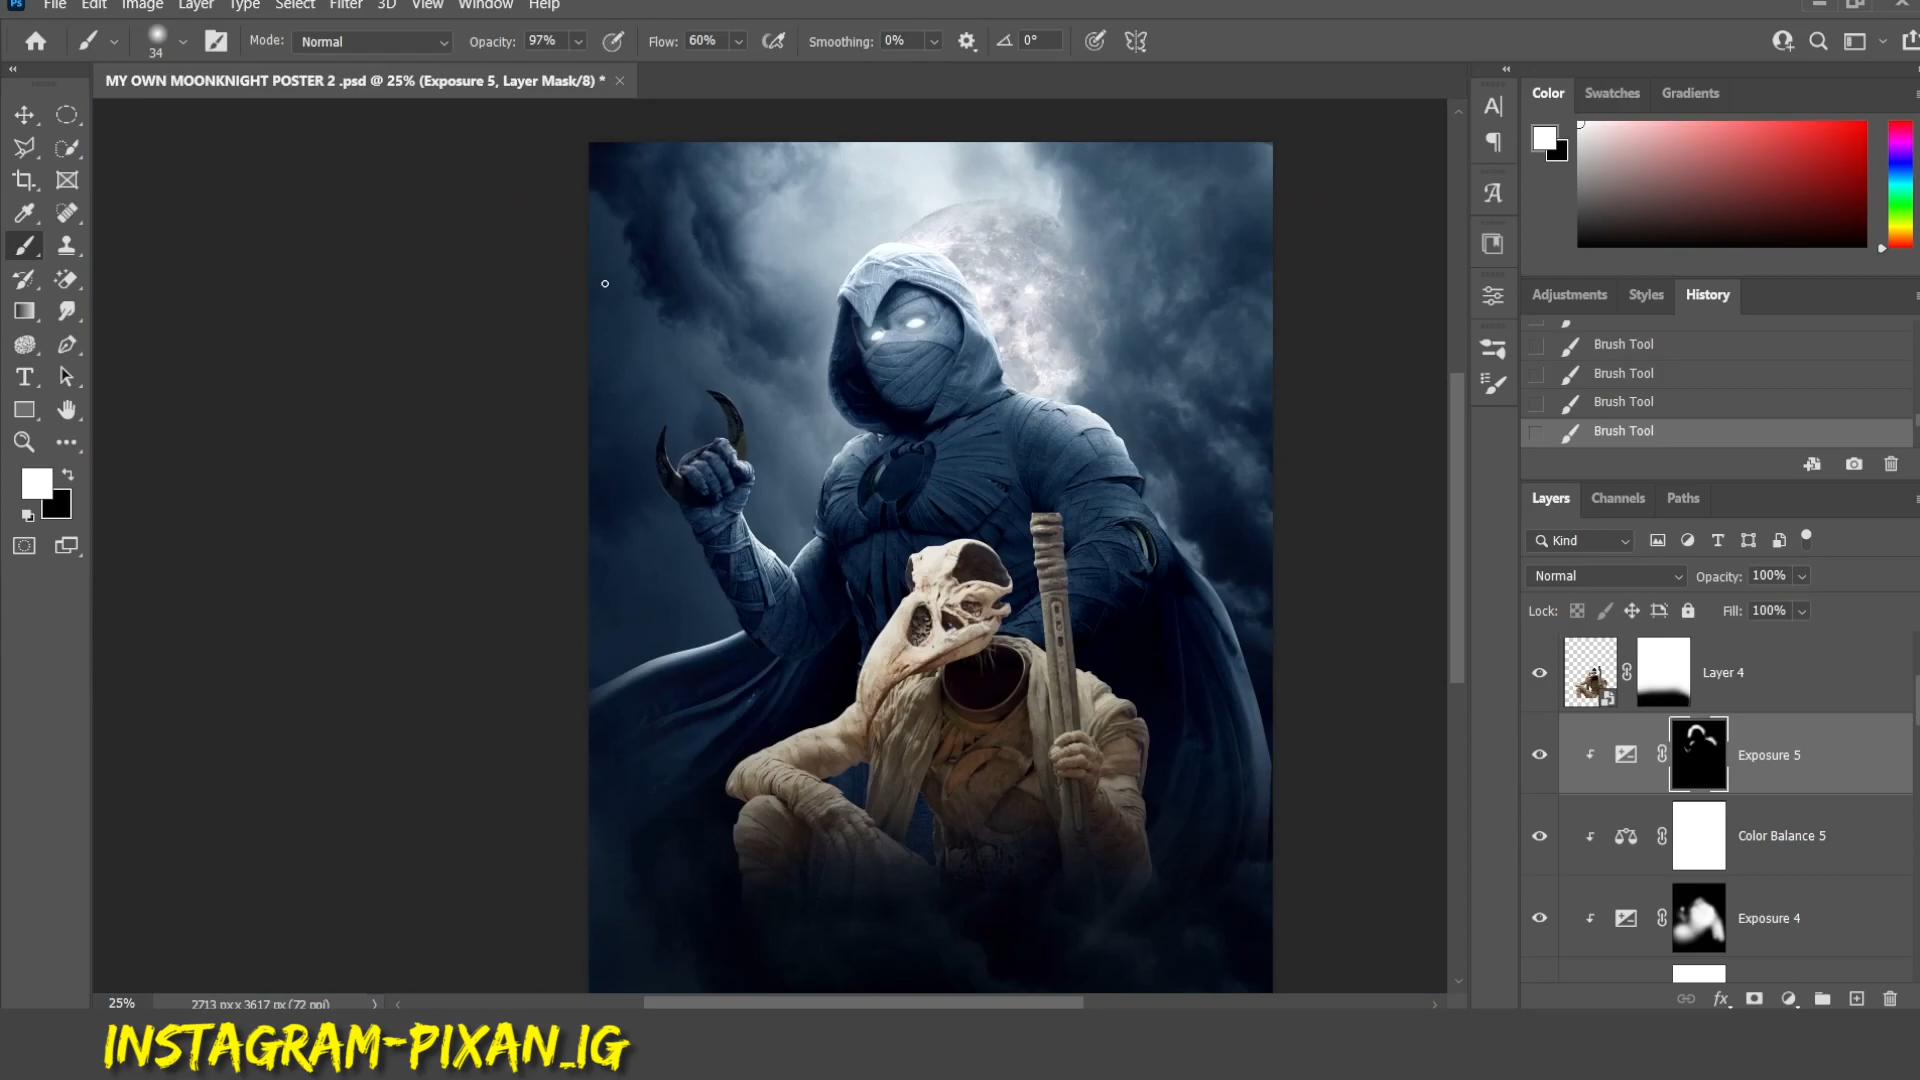 Ps File Edit Image Layer Type Select Filter 3D View Window Help
34 Mode: Normal Opacity: 97% Flow: 60% Smoothing: 0% 0°
MY OWN MOONKNIGHT POSTER 2 .psd @ 25% (Exposure 5, Layer Mask/8) *
Color Swatches Gradients
Adjustments Styles History
Brush Tool
Brush Tool
Brush Tool
Brush Tool
Layers Channels Paths
Kind
Normal Opacity: 100%
Lock: Fill: 100%
Layer 4
Exposure 5
Color Balance 5
Exposure 4
fx
25% 2713 px x 3617 px (72 ppi)
INSTAGRAM-PIXAN_IG